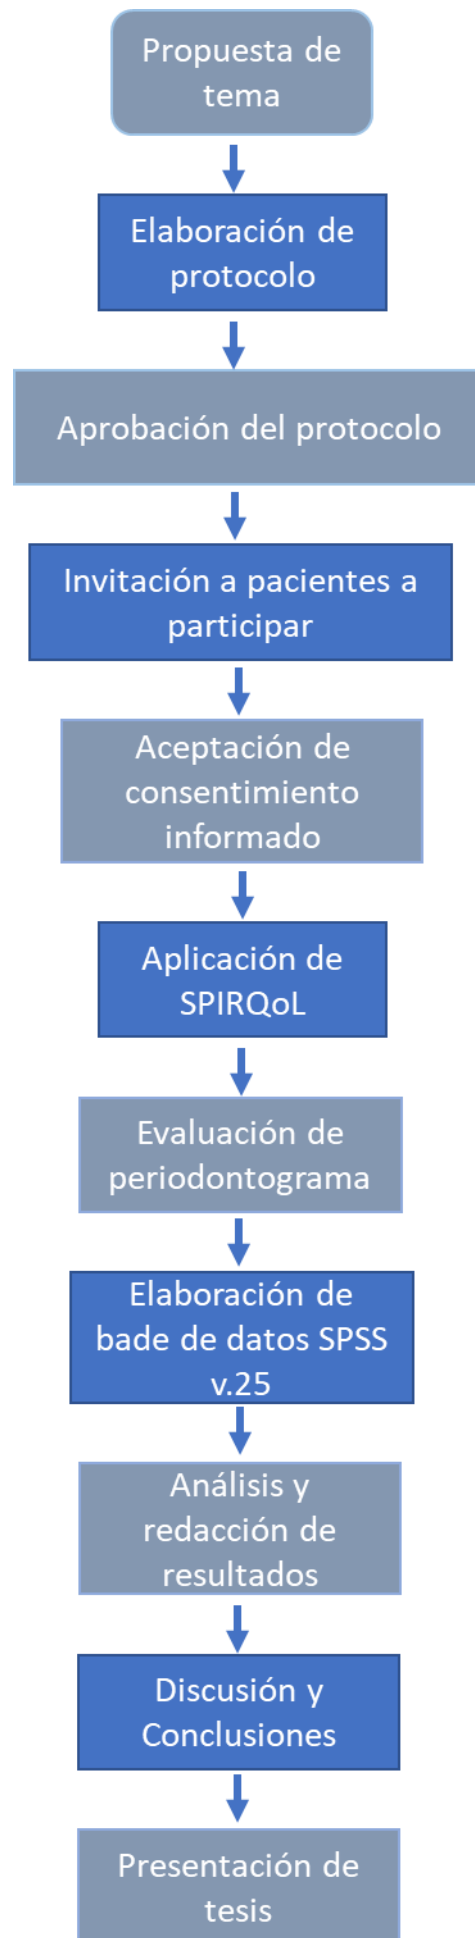 Propuesta de
tema
Elaboración de
protocolo
Aprobación del protocolo
Invitación a pacientes a
participar
Aceptación de
consentimiento
informado
Aplicación de
SPIRQoL
Evaluación de
periodontograma
Elaboración de
bade de datos SPSS
v.25
Análisis y
redacción de
resultados
Discusión y
Conclusiones
Presentación de
tesis